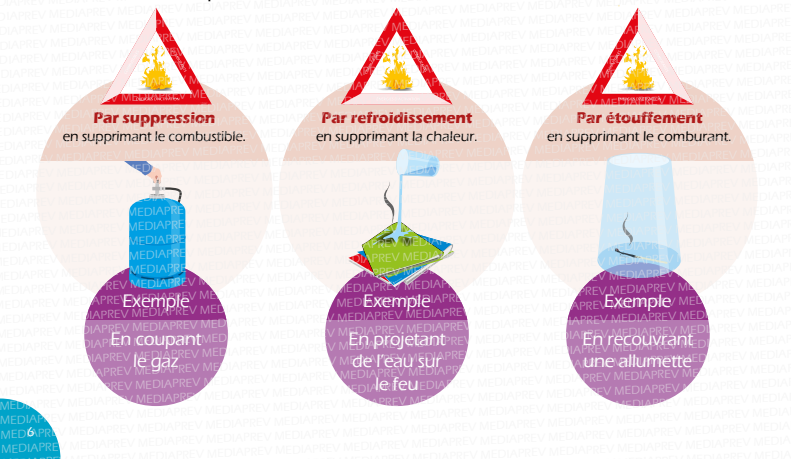 Par suppression
en supprimant le combustible.
Exemple
En coupant
le gaz
Par refroidissement
en supprimant la chaleur.
Exemple
En projetant
de l'eau sur
le feu
Par étouffement
en supprimant le comburant.
Exemple
En recouvrant
une allumette
6
MEDIAPREV